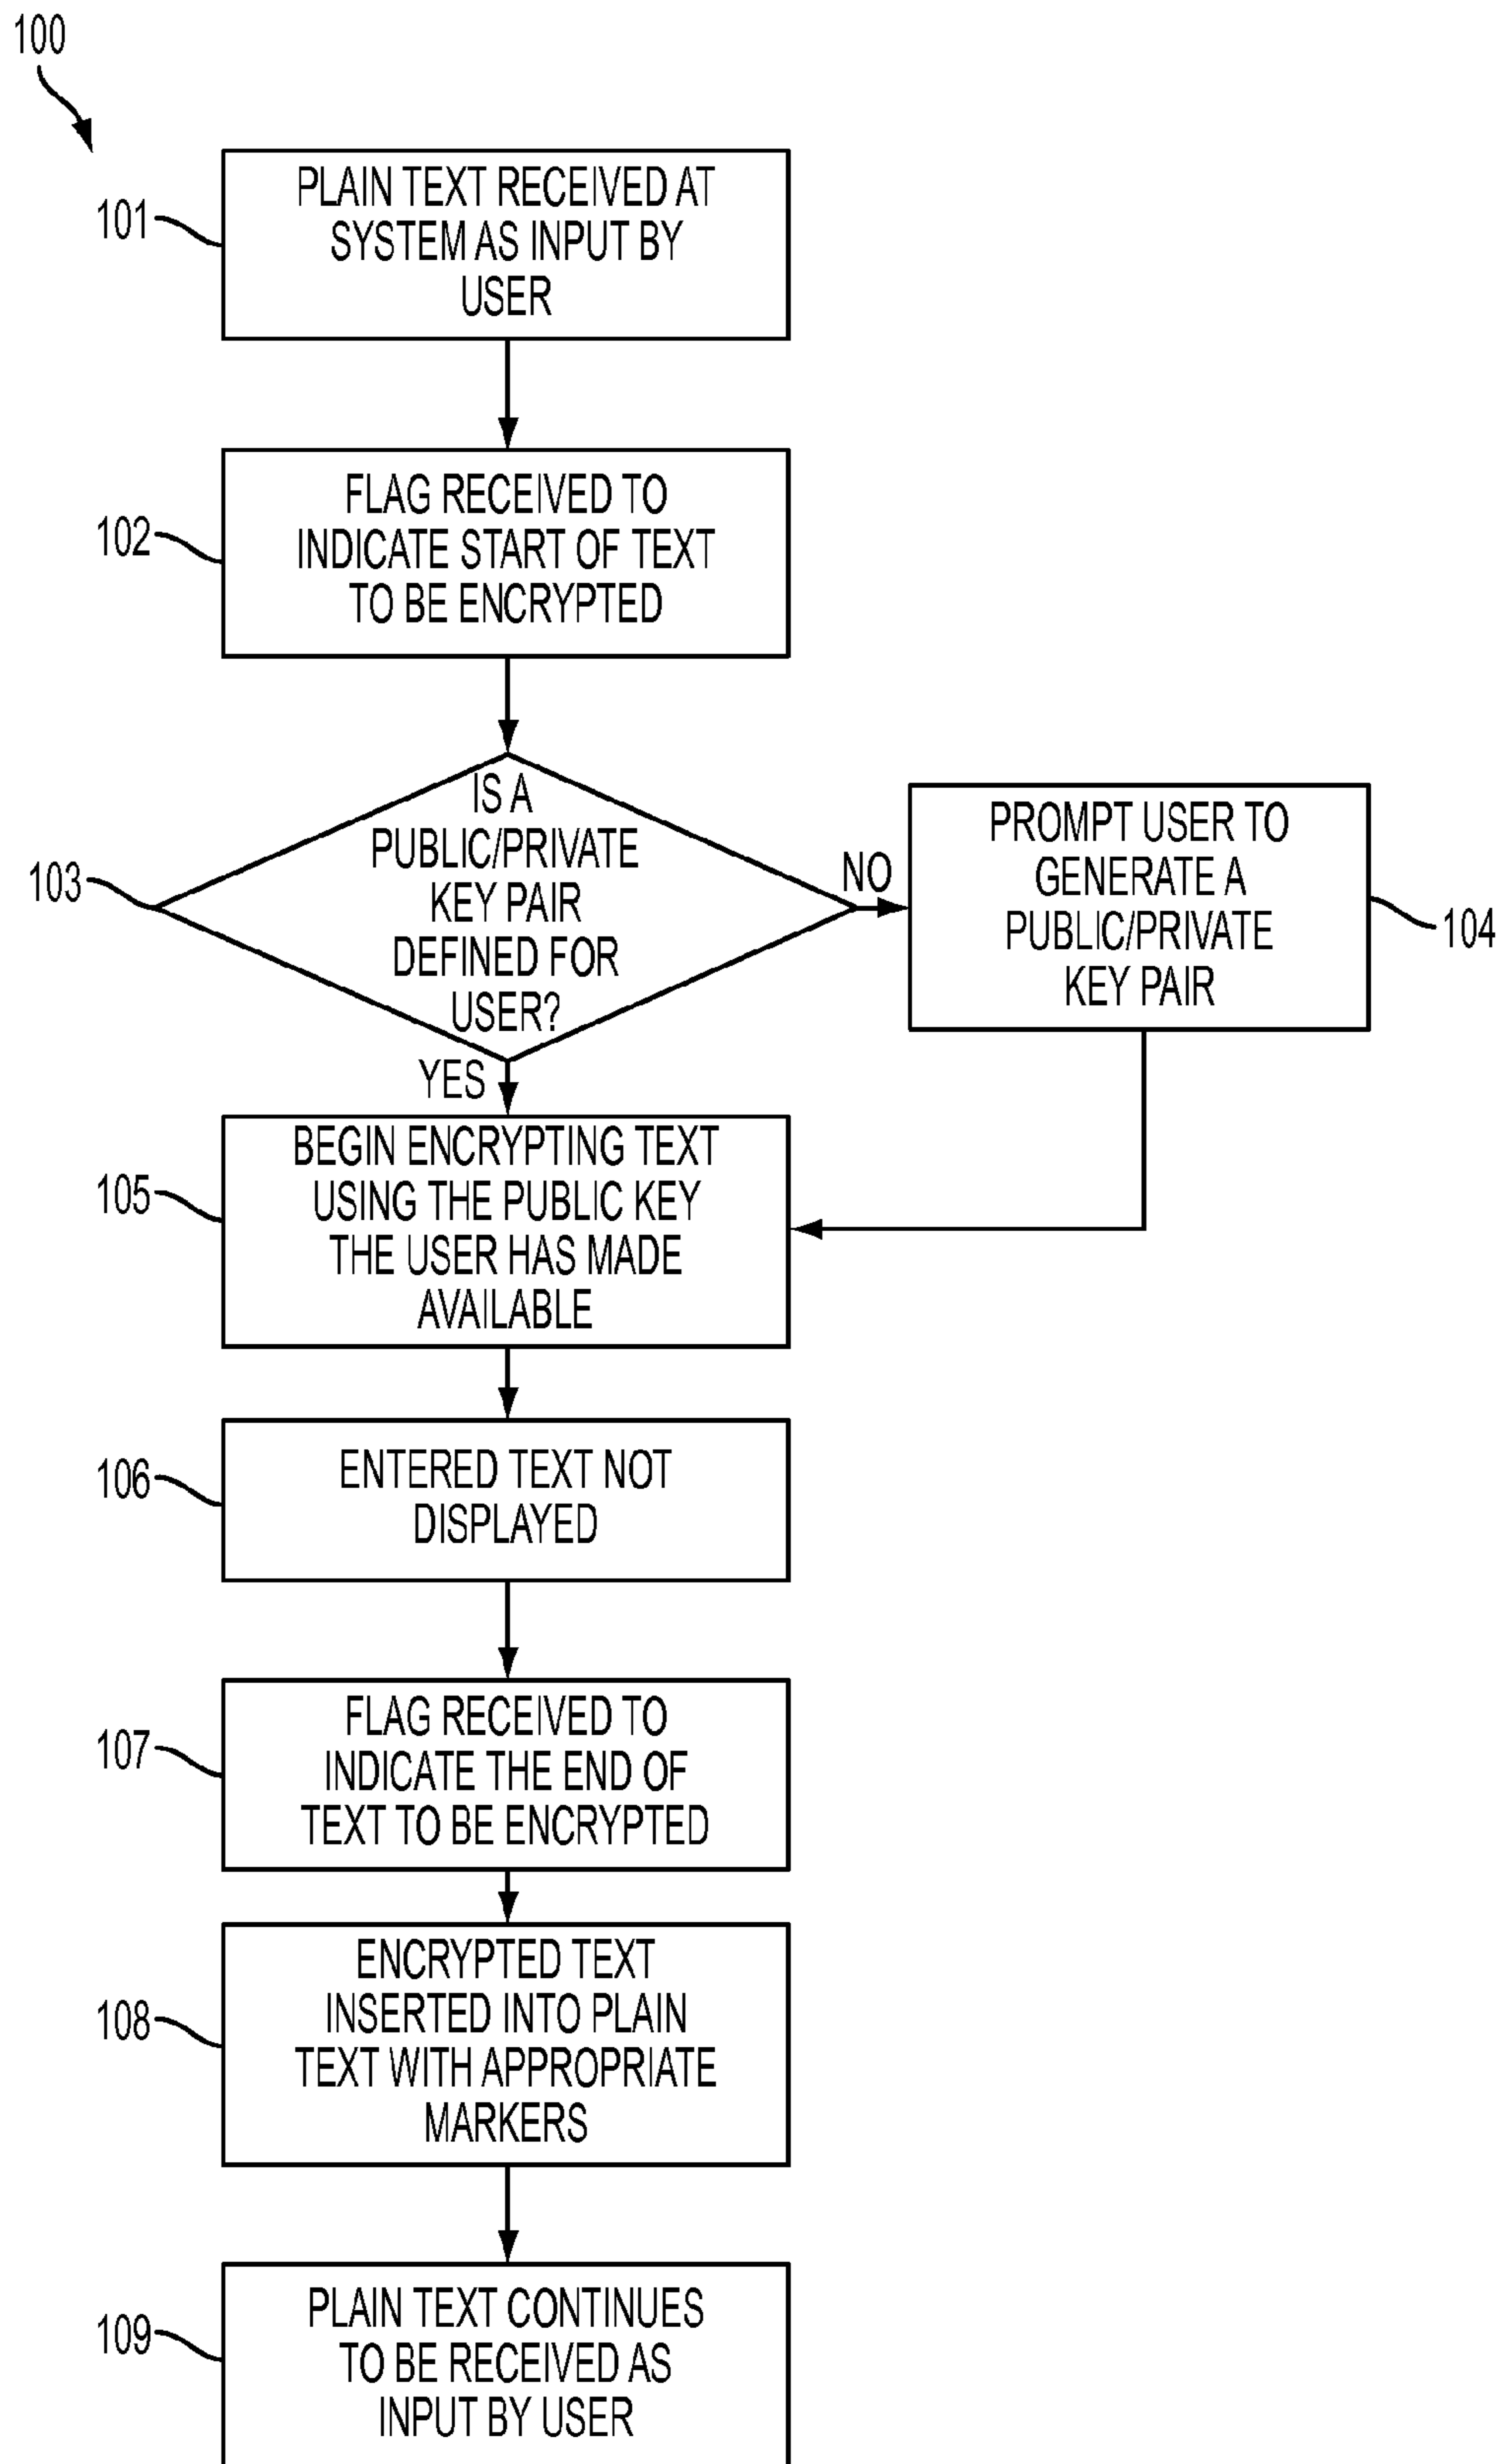 100
101
PLAIN TEXT RECEIVED AT
SYSTEM AS INPUT BY
USER
102
FLAG RECEIVED TO
INDICATE START OF TEXT
TO BE ENCRYPTED
103
IS A
PUBLIC/PRIVATE
KEY PAIR
DEFINED FOR
USER?
NO
PROMPT USER TO
GENERATE A
PUBLIC/PRIVATE
KEY PAIR
104
YES
105
BEGIN ENCRYPTING TEXT
USING THE PUBLIC KEY
THE USER HAS MADE
AVAILABLE
106
ENTERED TEXT NOT
DISPLAYED
107
FLAG RECEIVED TO
INDICATE THE END OF
TEXT TO BE ENCRYPTED
108
ENCRYPTED TEXT
INSERTED INTO PLAIN
TEXT WITH APPROPRIATE
MARKERS
109
PLAIN TEXT CONTINUES
TO BE RECEIVED AS
INPUT BY USER